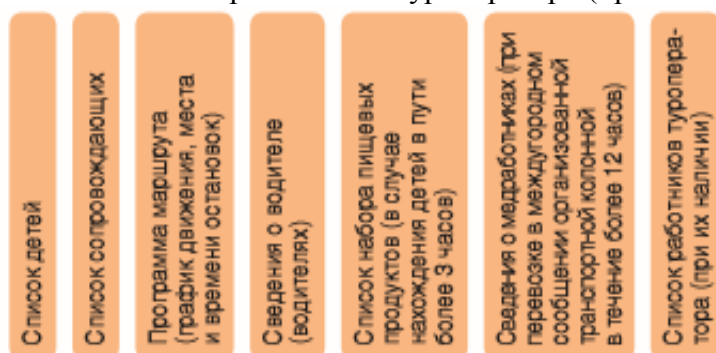 Список детей
Список сопровождающих
Программа маршрута
(график движения, места
и времени остановок)
Сведения о водителе
(водителях)
Список набора пищевых
продуктов (в случае
нахождения детей в пути
более 3 часов)
Сведения о медработниках (при
перевозке в междугородном
сообщении организованной
транспортной колонной
в течение более 12 часов)
Список работников туропера-
тора (при их наличии)